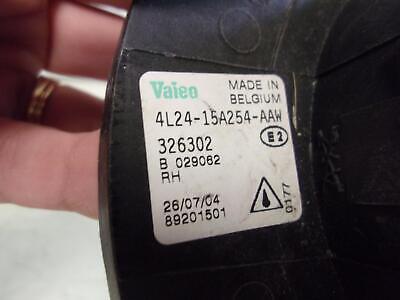 Valeo
MADE IN
BELGIUM
4L24-15A254-AAW
326302
E2
B 029062
RH
26/07/04
89201501
0177